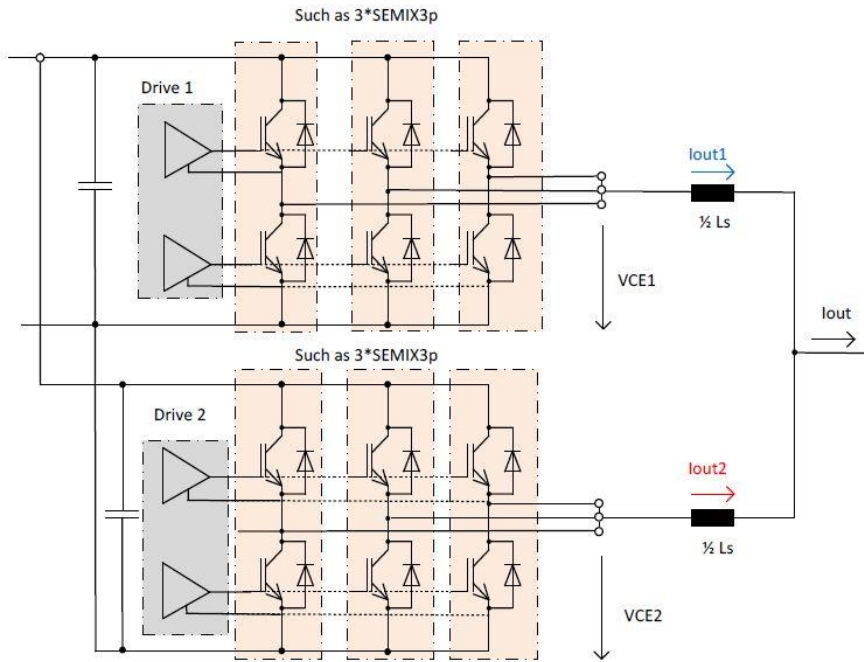 Such as 3*SEMIX3p
Drive 1
Iout1
½ Ls
VCE1
Iout
Such as 3*SEMIX3p
Drive 2
Iout2
½ Ls
VCE2